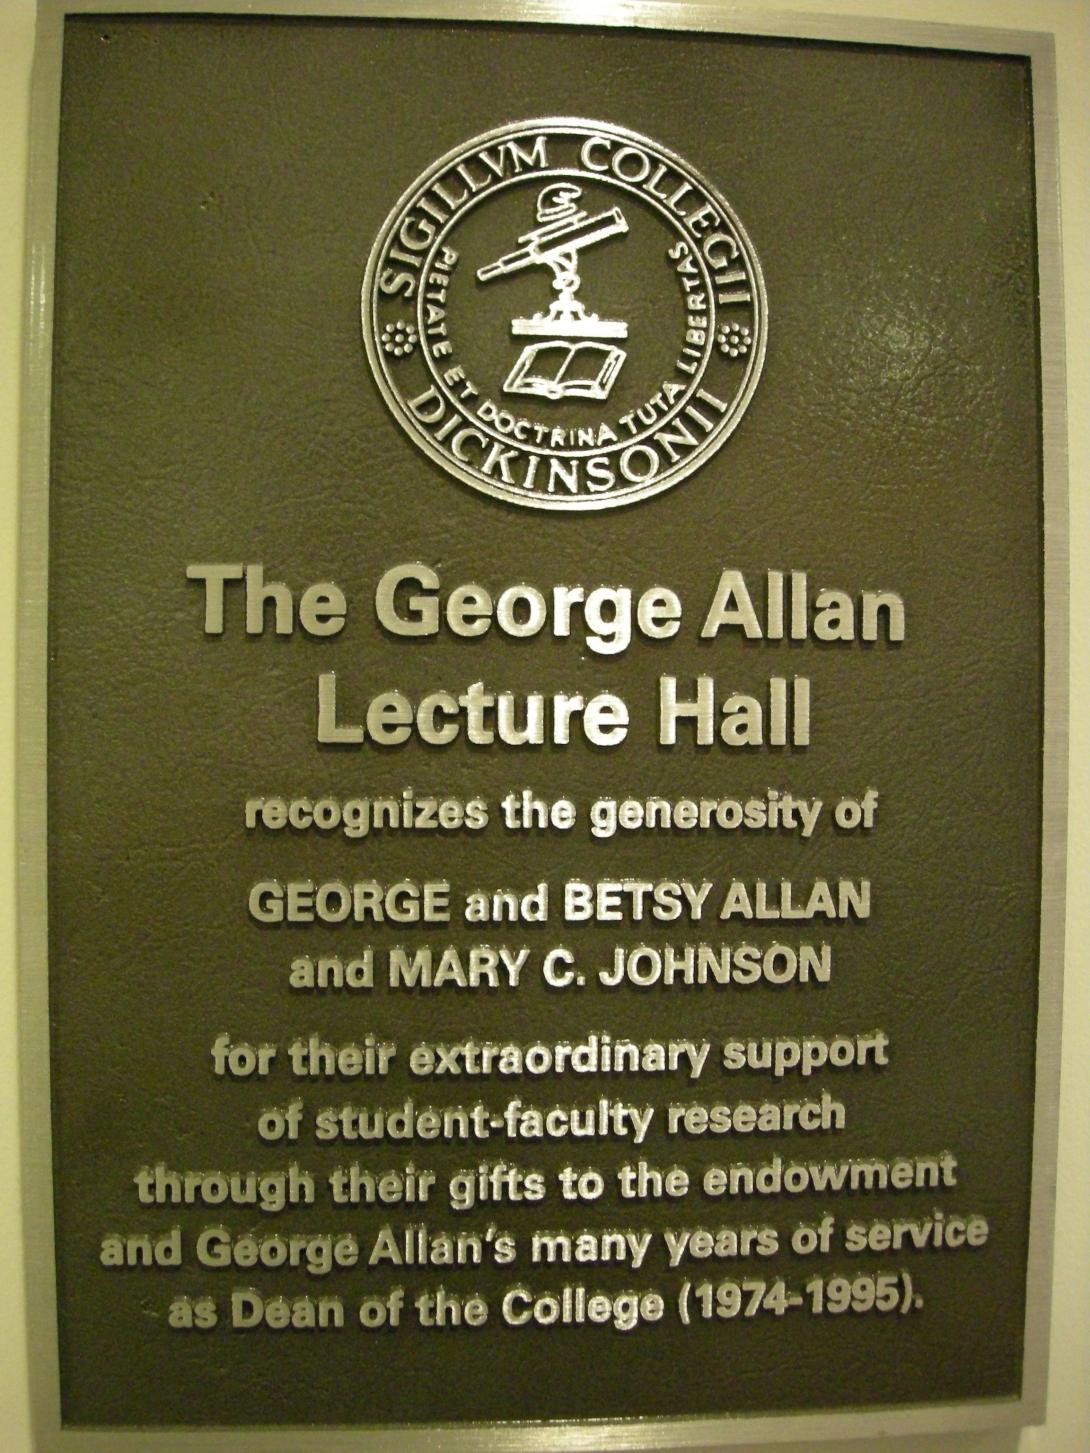 SIGILLVM COLLEGII
DICKINSONII
PIETATE ET DOCTRINA TUTA LIBERTAS
The George Allan
Lecture Hall
recognizes the generosity of
GEORGE and BETSY ALLAN
and MARY C. JOHNSON
for their extraordinary support
of student-faculty research
through their gifts to the endowment
and George Allan's many years of service
as Dean of the College (1974-1995).